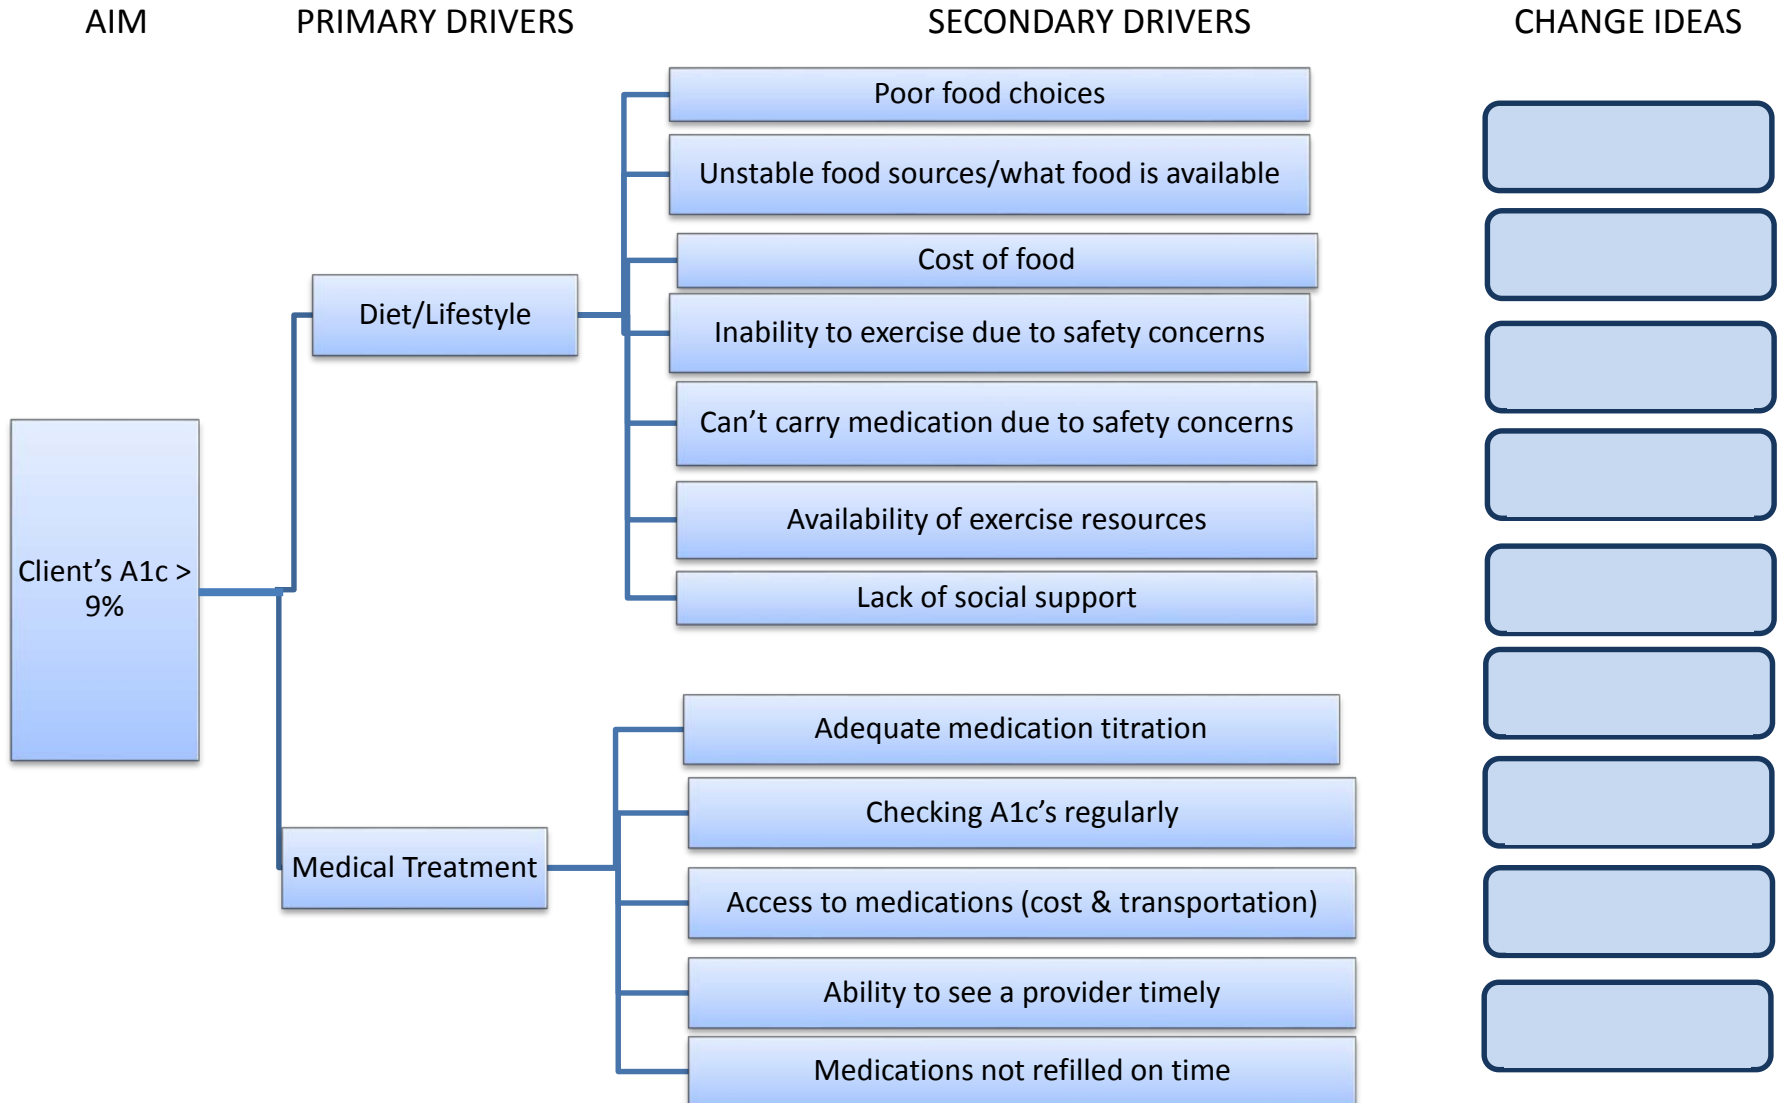 AIM
PRIMARY DRIVERS
SECONDARY DRIVERS
CHANGE IDEAS
Client’s A1c >
9%
Diet/Lifestyle
Poor food choices
Unstable food sources/what food is available
Cost of food
Inability to exercise due to safety concerns
Can’t carry medication due to safety concerns
Availability of exercise resources
Lack of social support
Medical Treatment
Adequate medication titration
Checking A1c’s regularly
Access to medications (cost & transportation)
Ability to see a provider timely
Medications not refilled on time